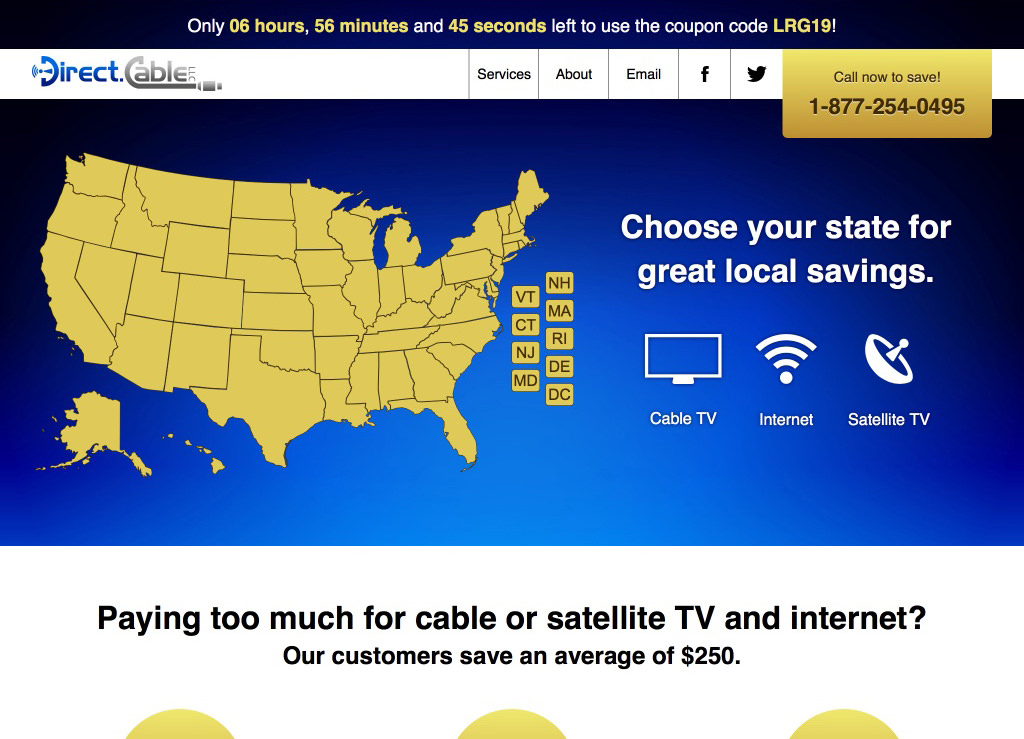 Only 06 hours, 56 minutes and 45 seconds left to use the coupon code LRG19!
Direct.Cable LLC
Services
About
Email
Call now to save!
1-877-254-0495
Choose your state for
great local savings.
NH
VT
MA
CT
RI
NJ
DE
MD
DC
Cable TV
Internet
Satellite TV
Paying too much for cable or satellite TV and internet?
Our customers save an average of $250.